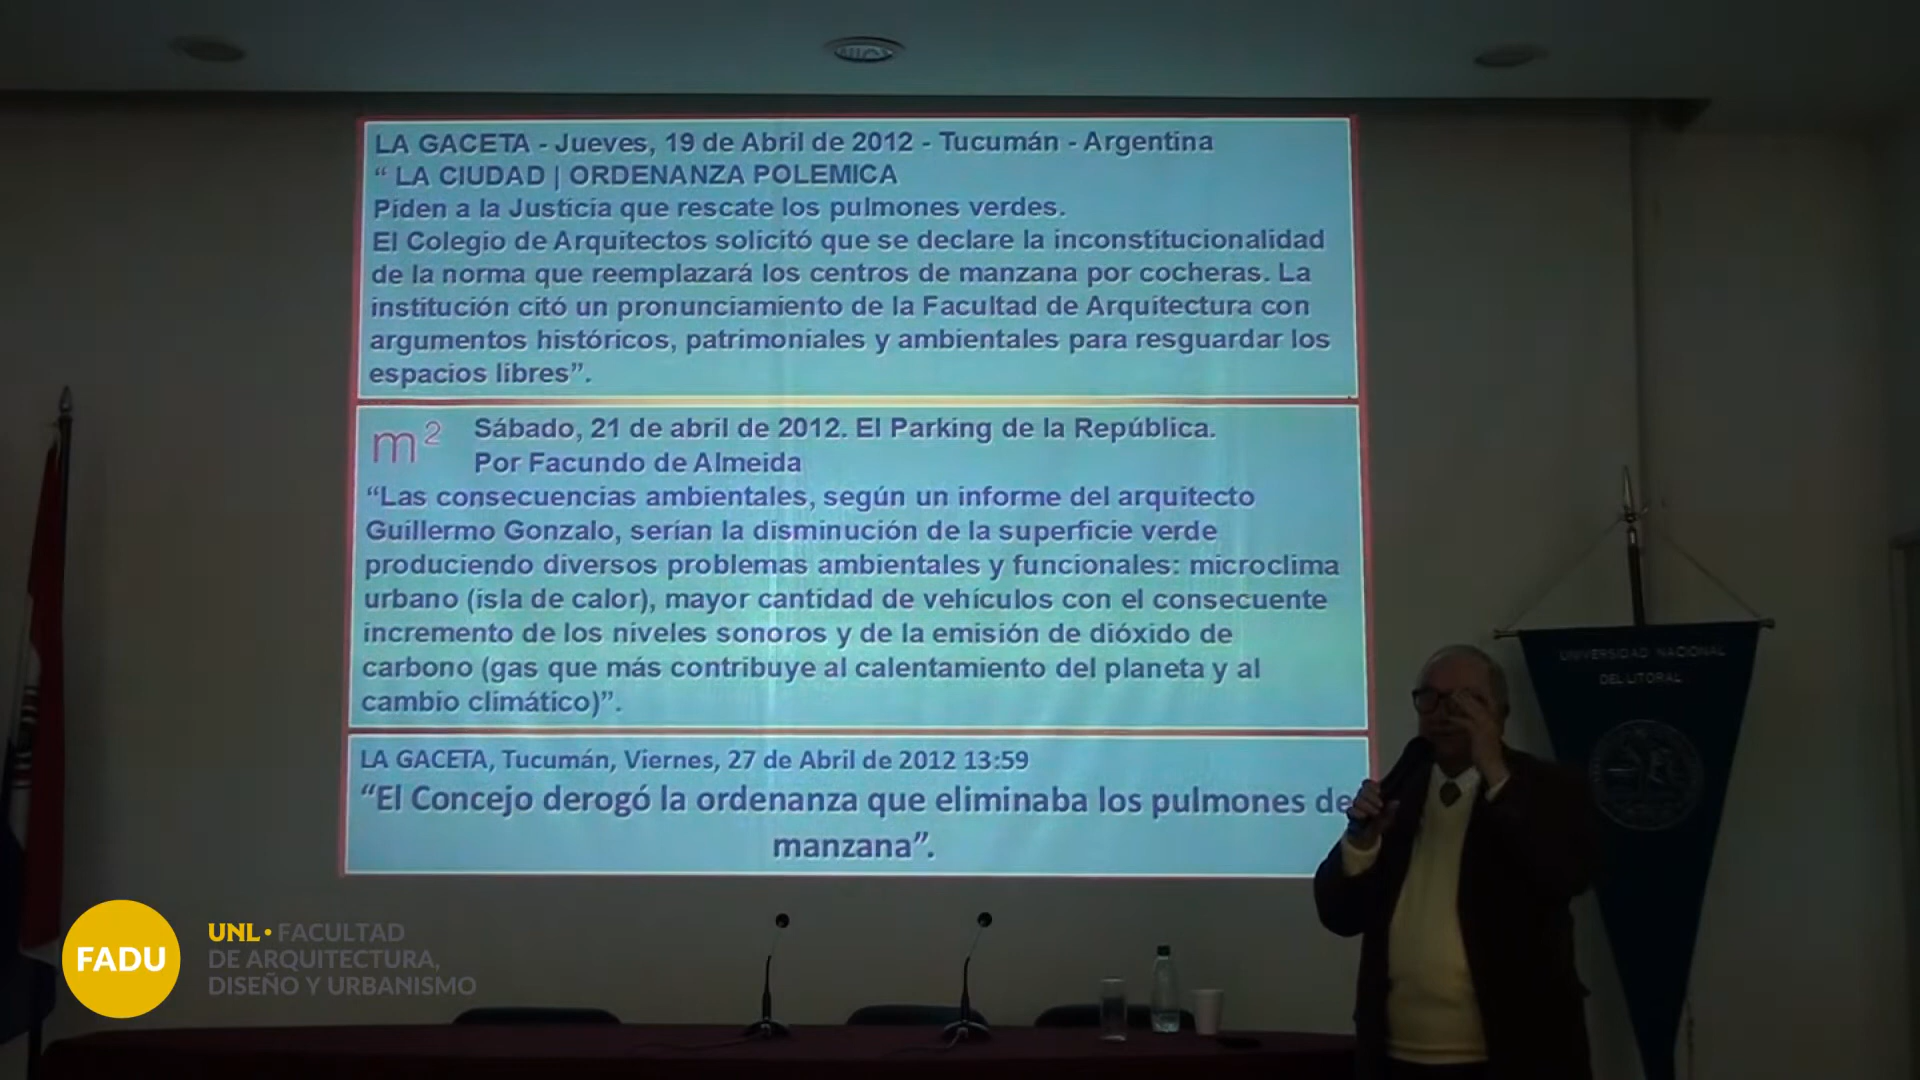 LA GACETA - Jueves, 19 de Abril de 2012 - Tucumán - Argentina
“ LA CIUDAD | ORDENANZA POLEMICA
Piden a la Justicia que rescate los pulmones verdes.
El Colegio de Arquitectos solicitó que se declare la inconstitucionalidad
de la norma que reemplazará los centros de manzana por cocheras. La
institución citó un pronunciamiento de la Facultad de Arquitectura con
argumentos históricos, patrimoniales y ambientales para resguardar los
espacios libres”.
m²
Sábado, 21 de abril de 2012. El Parking de la República.
Por Facundo de Almeida
“Las consecuencias ambientales, según un informe del arquitecto
Guillermo Gonzalo, serían la disminución de la superficie verde
produciendo diversos problemas ambientales y funcionales: microclima
urbano (isla de calor), mayor cantidad de vehículos con el consecuente
incremento de los niveles sonoros y de la emisión de dióxido de
carbono (gas que más contribuye al calentamiento del planeta y al
cambio climático)”.
LA GACETA, Tucumán, Viernes, 27 de Abril de 2012 13:59
“El Concejo derogó la ordenanza que eliminaba los pulmones de
manzana”.
UNIVERSIDAD NACIONAL
DEL LITORAL
FADU
UNL • FACULTAD
DE ARQUITECTURA,
DISEÑO Y URBANISMO